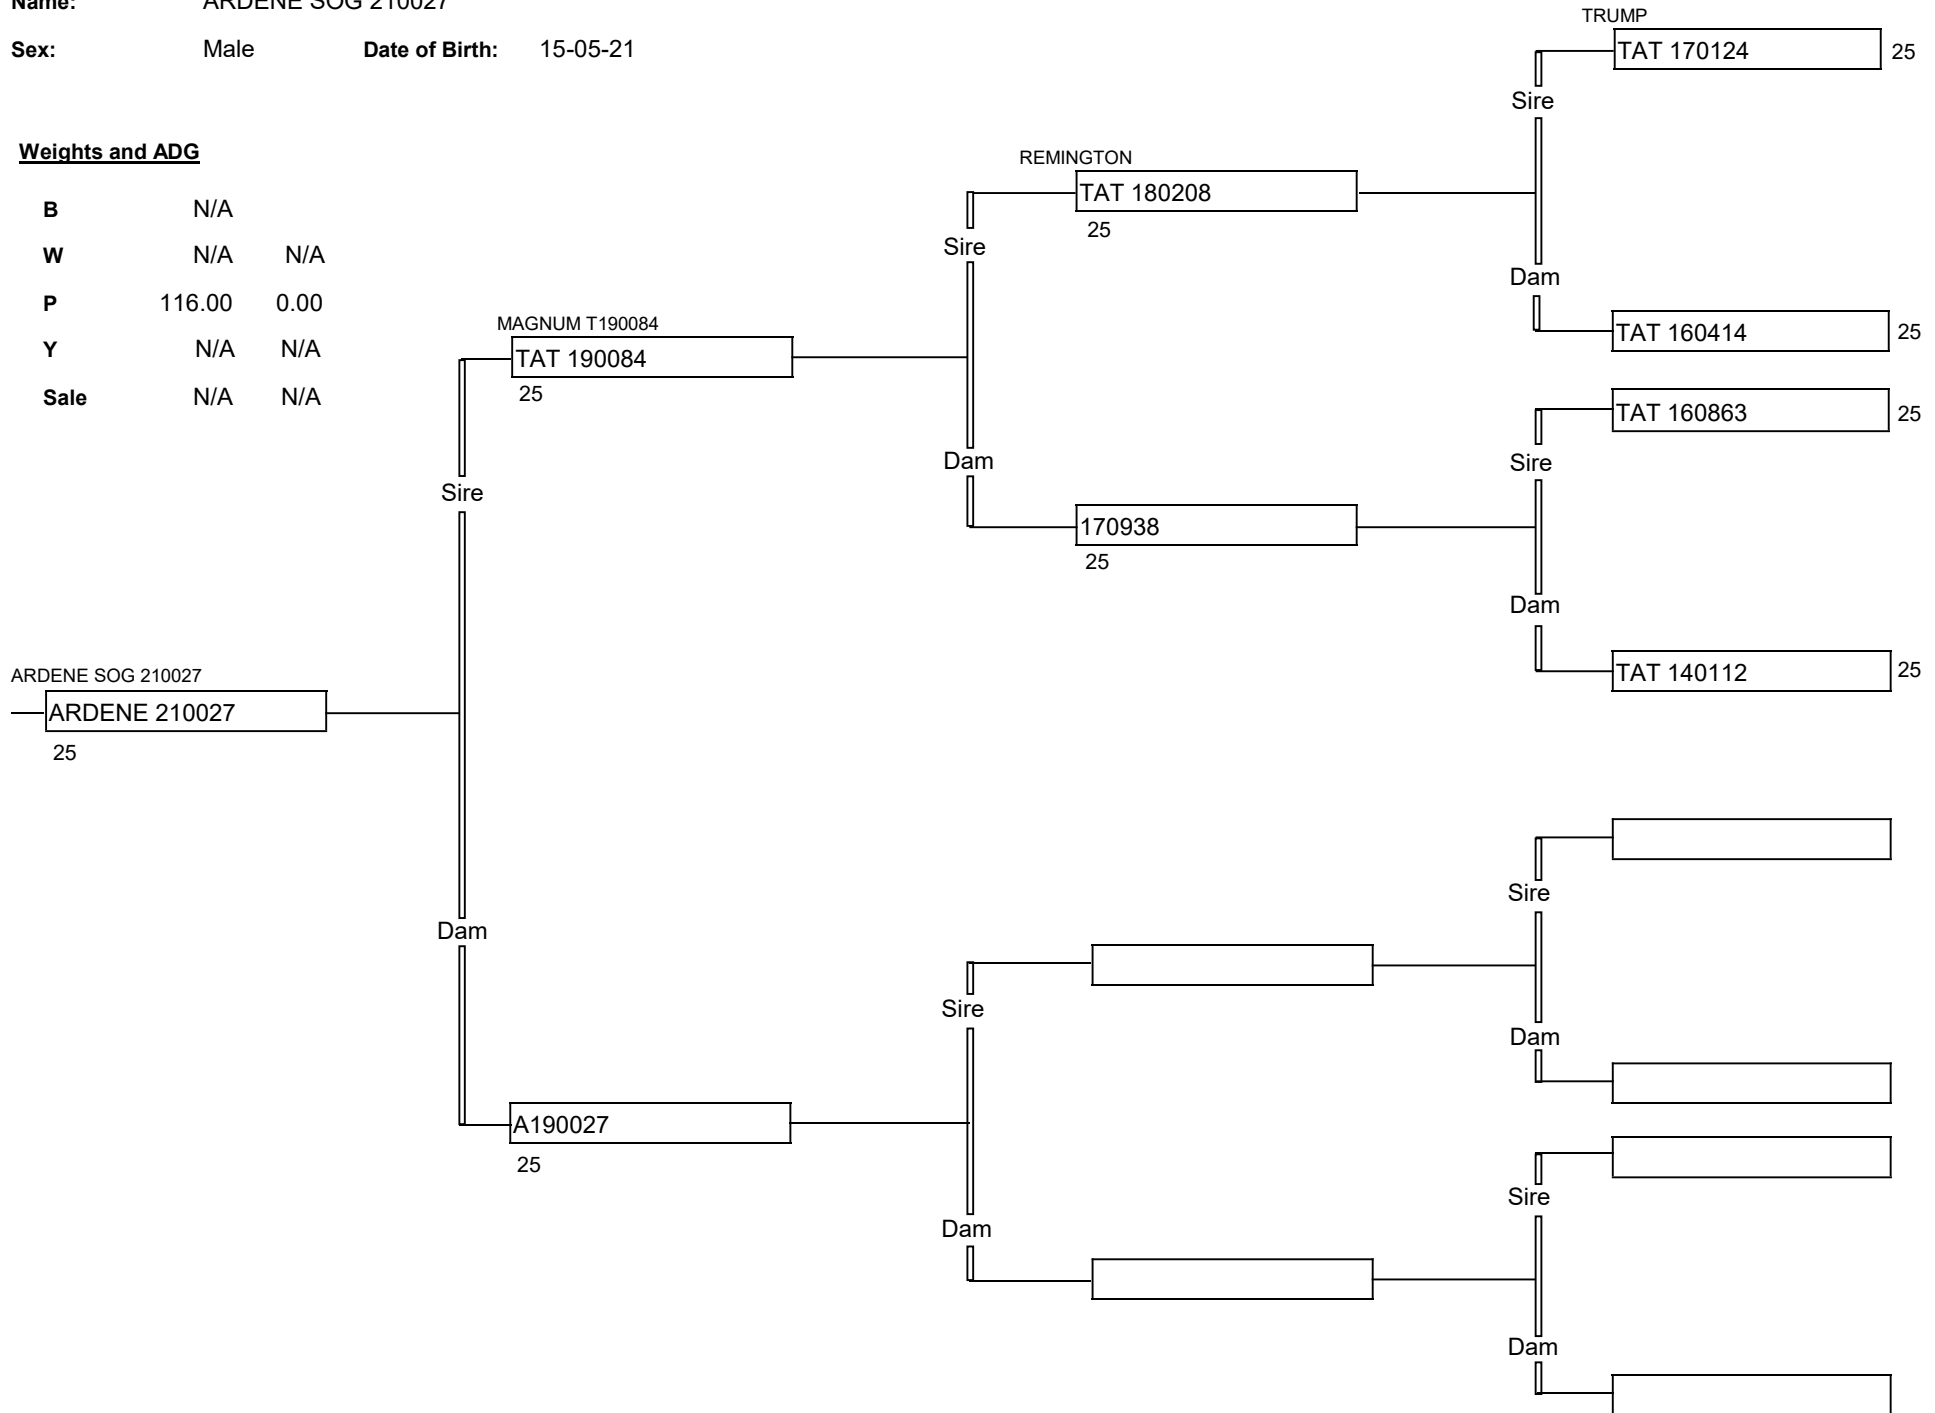 Name: ARDENE SOG 210027
Sex: Male Date of Birth: 15-05-21
Weights and ADG
B N/A
W N/A N/A
P 116.00 0.00
Y N/A N/A
Sale N/A N/A
ARDENE SOG 210027
ARDENE 210027
25
Sire
Dam
MAGNUM T190084
TAT 190084
25
A190027
25
Sire
Dam
Sire
Dam
REMINGTON
TAT 180208
25
170938
25
Sire
Dam
Sire
Dam
Sire
Dam
Sire
Dam
TRUMP
TAT 170124 25
TAT 160414 25
TAT 160863 25
TAT 140112 25